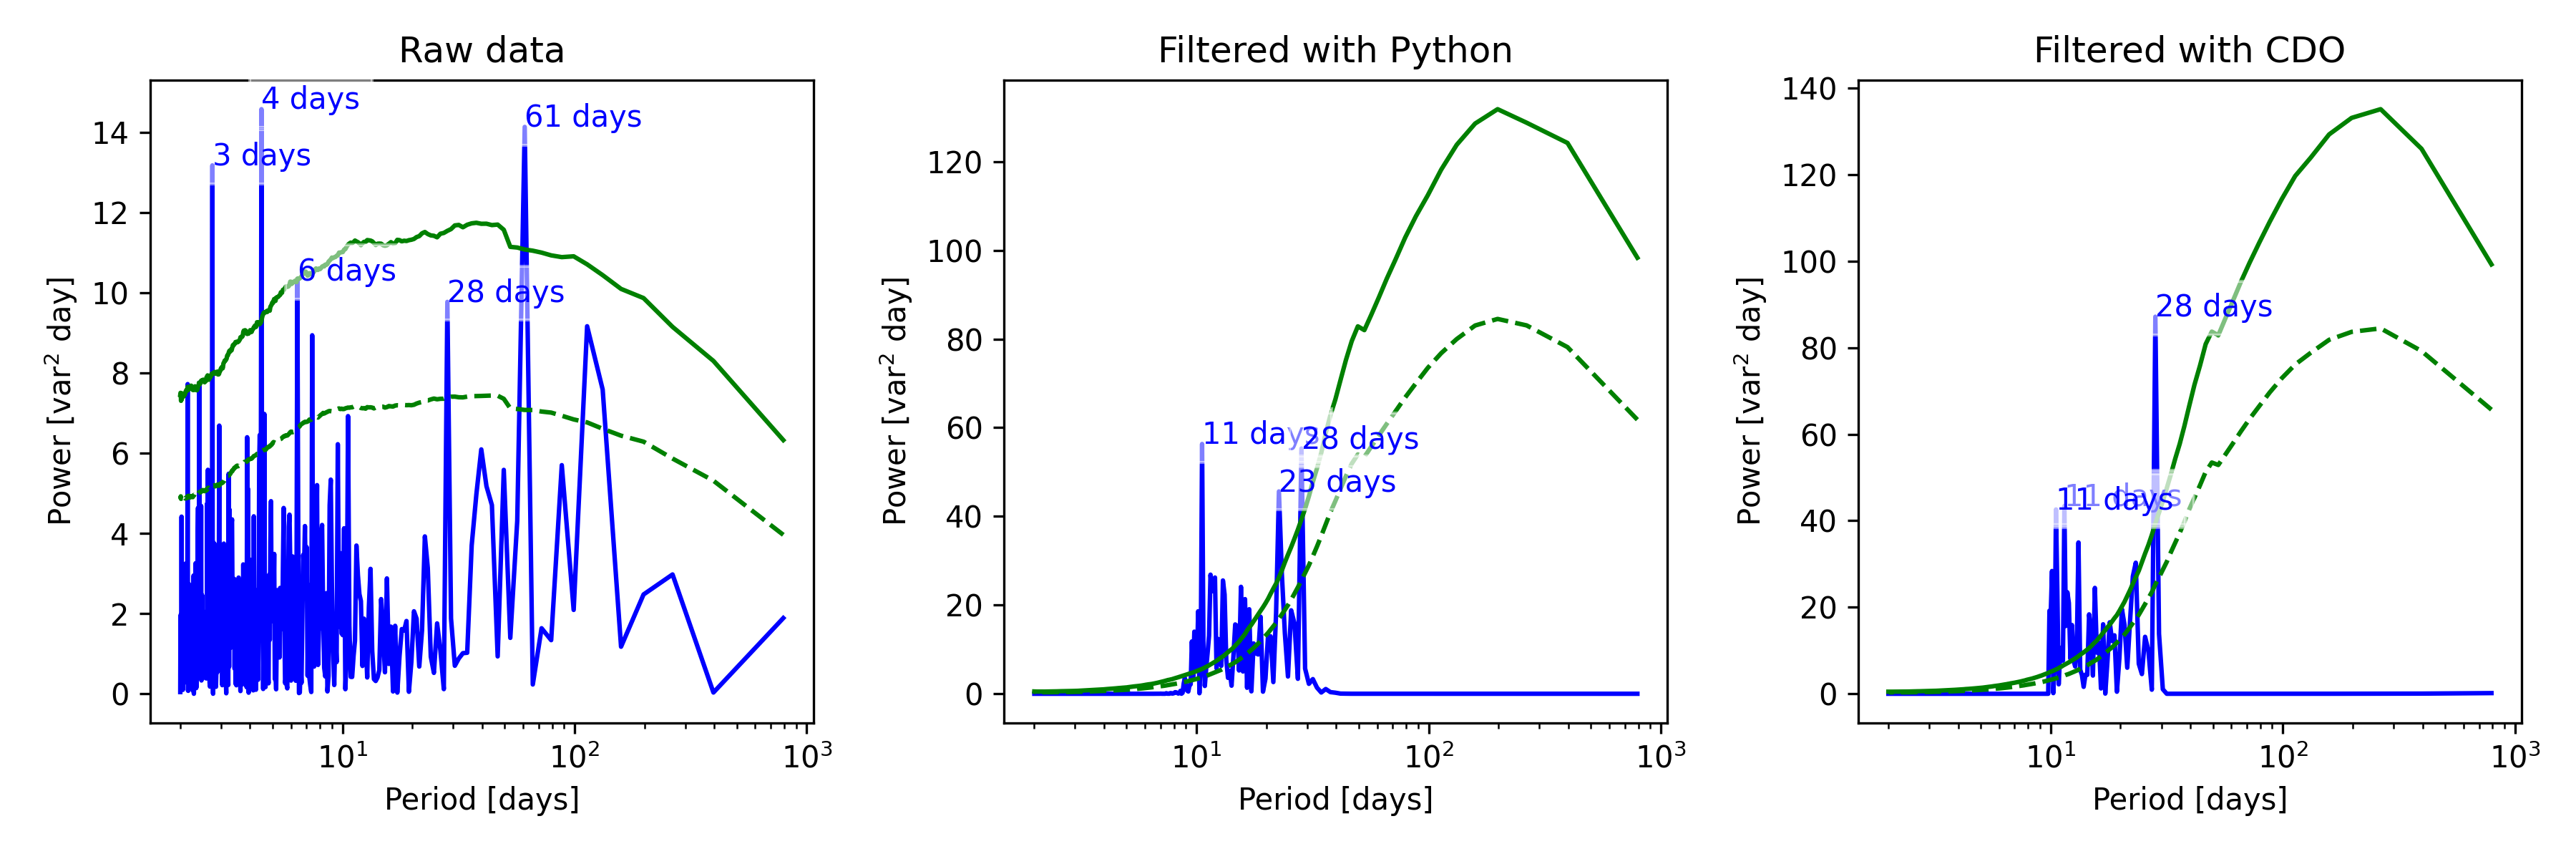 Raw data
14
12
10
8
6
4
2
0
Power [var² day]
3 days
4 days
6 days
28 days
61 days
10¹
10²
10³
Period [days]
Filtered with Python
120
100
80
60
40
20
0
Power [var² day]
11 days
28 days
23 days
10¹
10²
10³
Period [days]
Filtered with CDO
140
120
100
80
60
40
20
0
Power [var² day]
28 days
11 days
11 days
10¹
10²
10³
Period [days]